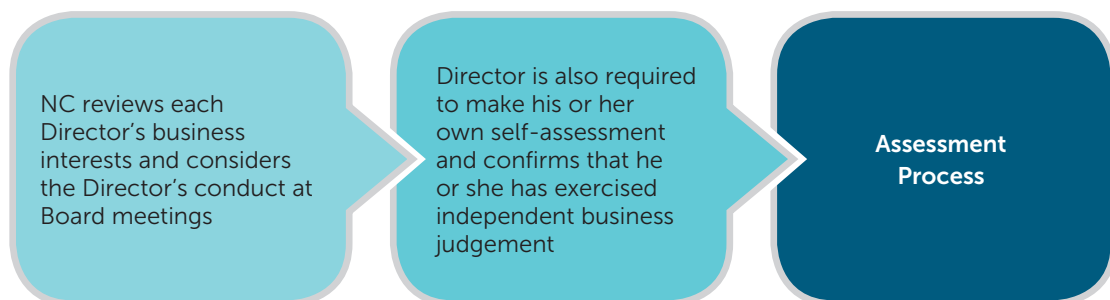 NC reviews each
Director’s business
interests and considers
the Director’s conduct at
Board meetings
Director is also required
to make his or her
own self-assessment
and confirms that he
or she has exercised
independent business
judgement
Assessment
Process